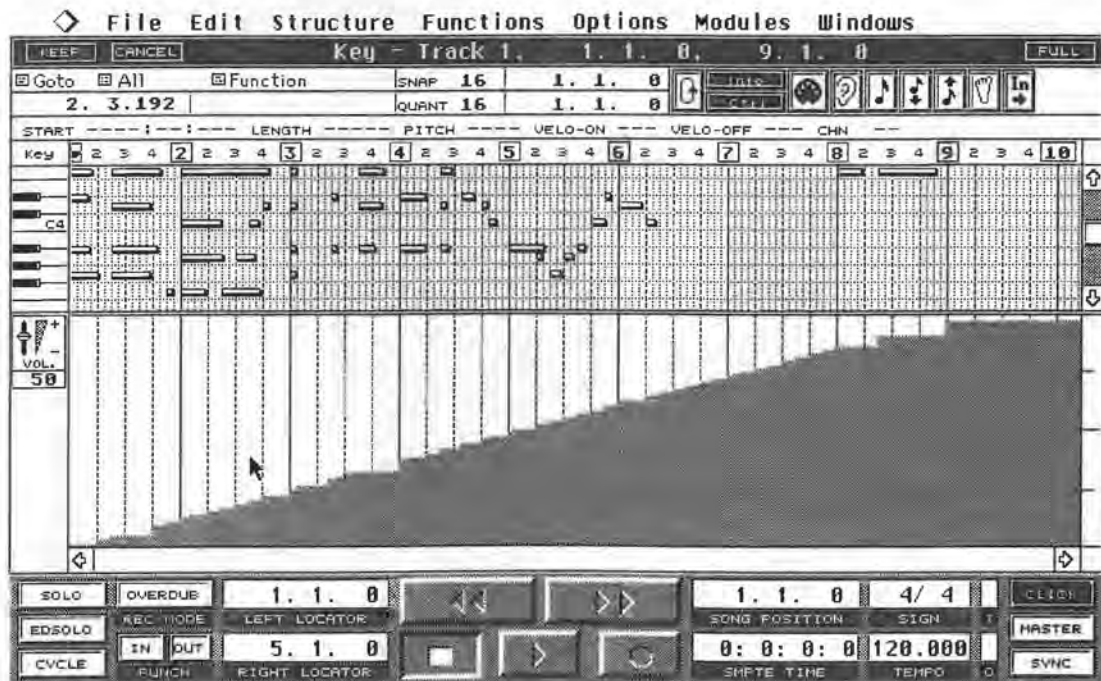 File Edit Structure Functions Options Modules Windows
KEEP CANCEL Key - Track 1, 1. 1. 0, 9. 1. 0 FULL
Goto All Function SNAP 16 1. 1. 0
2. 3.192 QUANT 16 1. 1. 0 In
START ----:--:--- LENGTH ----- PITCH ---- VELO-ON --- VELO-OFF --- CHN --
Key 2 3 4 2 2 3 4 3 2 3 4 4 2 3 4 5 2 3 4 6 2 3 4 7 2 3 4 8 2 3 4 9 2 3 4 10
C4
+
-
VOL.
50
SOLO OVERDUB 1. 1. 0 1. 1. 0 4/ 4 CLICK
REC MODE LEFT LOCATOR SONG POSITION SIGN
EDSOLO MASTER
IN OUT 5. 1. 0 0: 0: 0: 0 120.000
CYCLE PUNCH RIGHT LOCATOR SMPTE TIME TEMPO SYNC